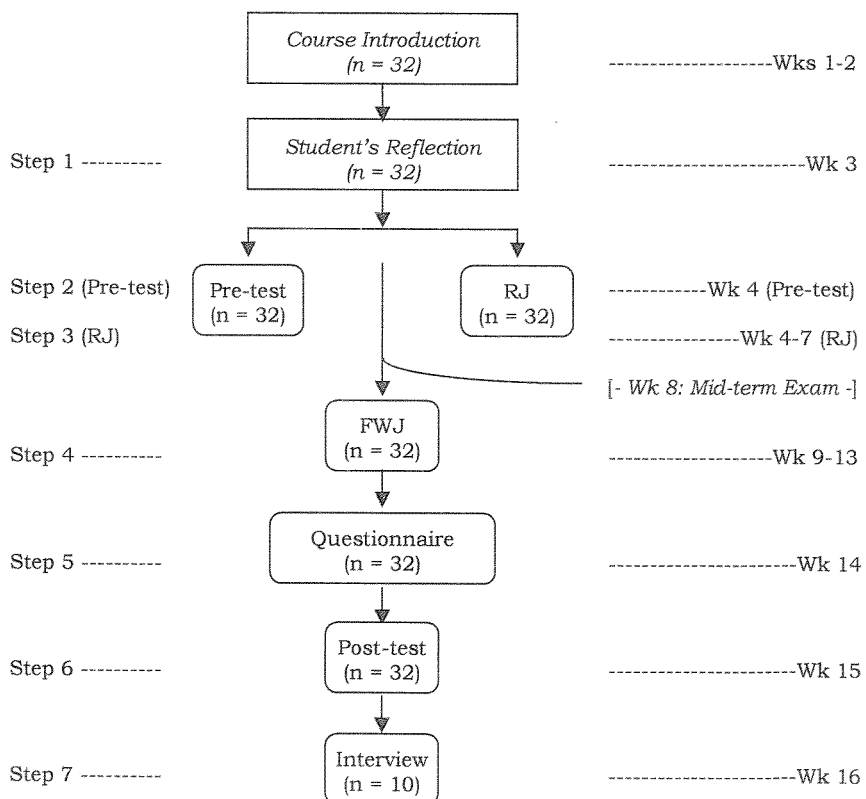 Course Introduction
(n = 32)
-------------------Wks 1-2
Step 1 ----------
Student's Reflection
(n = 32)
-----------------------Wk 3
Step 2 (Pre-test)
Pre-test
(n = 32)
RJ
(n = 32)
-----------Wk 4 (Pre-test)
Step 3 (RJ)
---------------Wk 4-7 (RJ)
[- Wk 8: Mid-term Exam -]
FWJ
(n = 32)
Step 4 ----------
-------------------Wk 9-13
Questionnaire
(n = 32)
Step 5 ----------
----------------------Wk 14
Post-test
(n = 32)
Step 6 ----------
----------------------Wk 15
Interview
(n = 10)
Step 7 ----------
----------------------Wk 16